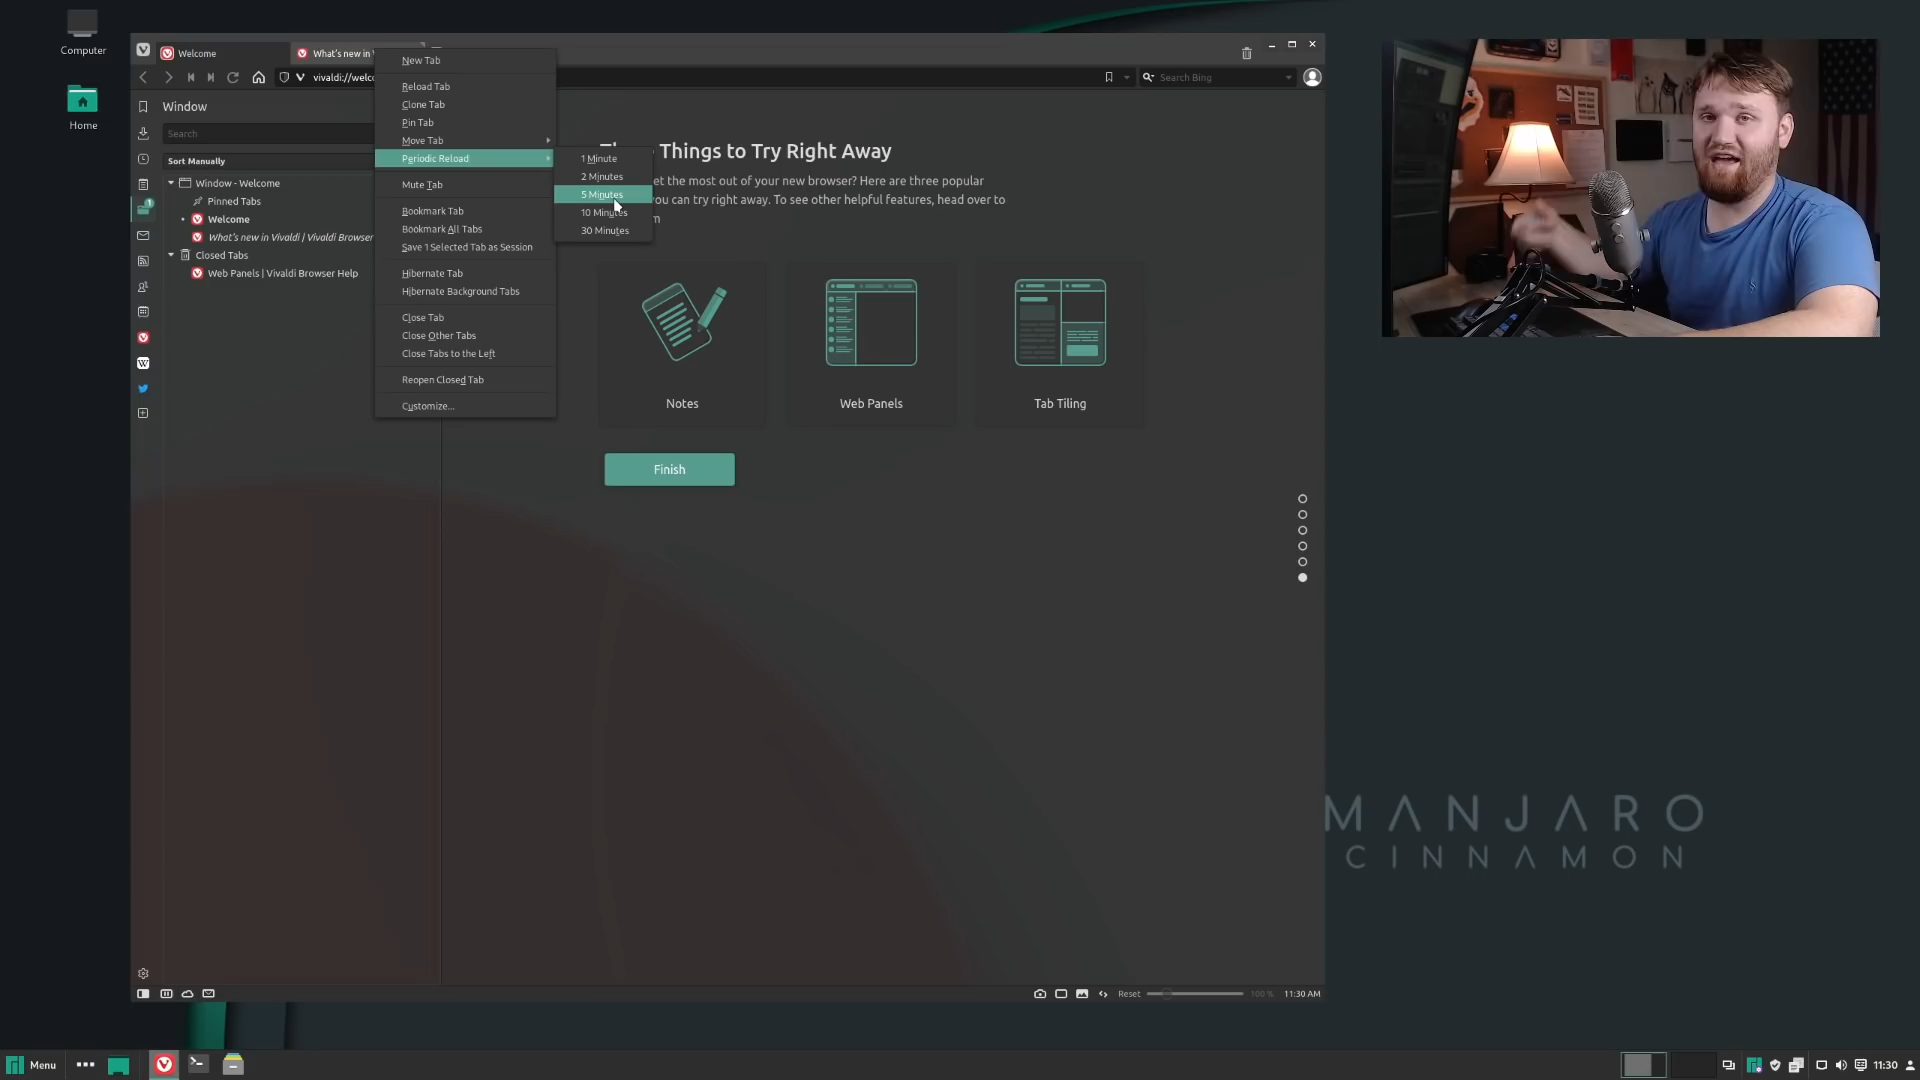 Computer
Home
Welcome
What's new in
vivaldi://welc
Search Bing
Window
Search
Sort Manually
Window - Welcome
Pinned Tabs
Welcome
What's new in Vivaldi | Vivaldi Browser
Closed Tabs
Web Panels | Vivaldi Browser Help
New Tab
Reload Tab
Clone Tab
Pin Tab
Move Tab
Periodic Reload
Mute Tab
Bookmark Tab
Bookmark All Tabs
Save 1 Selected Tab as Session
Hibernate Tab
Hibernate Background Tabs
Close Tab
Close Other Tabs
Close Tabs to the Left
Reopen Closed Tab
Customize...
1 Minute
2 Minutes
5 Minutes
10 Minutes
30 Minutes
Things to Try Right Away
et the most out of your new browser? Here are three popular
you can try right away. To see other helpful features, head over to
m
Notes
Web Panels
Tab Tiling
Finish
MANJARO
CINNAMON
Reset
100 %
11:30 AM
Menu
11:30